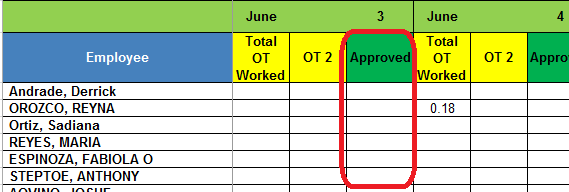 June 3 June 4
Employee Total OT Worked OT 2 Approved Total OT Worked OT 2 Appro
Andrade, Derrick
OROZCO, REYNA 0.18
Ortiz, Sadiana
REYES, MARIA
ESPINOZA, FABIOLA O
STEPTOE, ANTHONY